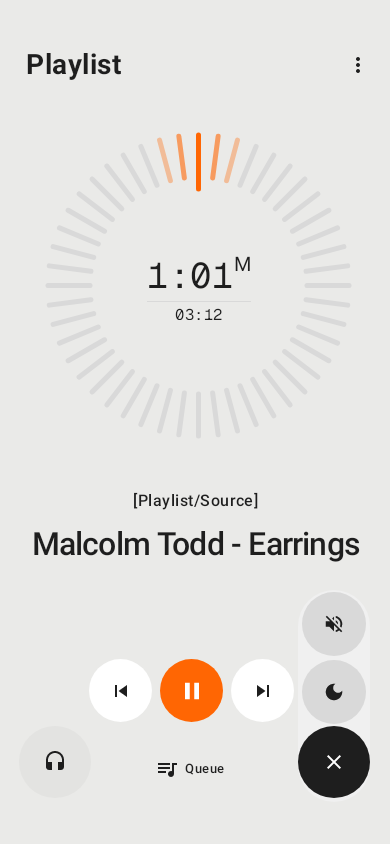 Playlist
1:01M
03:12
[Playlist/Source]
Malcolm Todd - Earrings
Queue